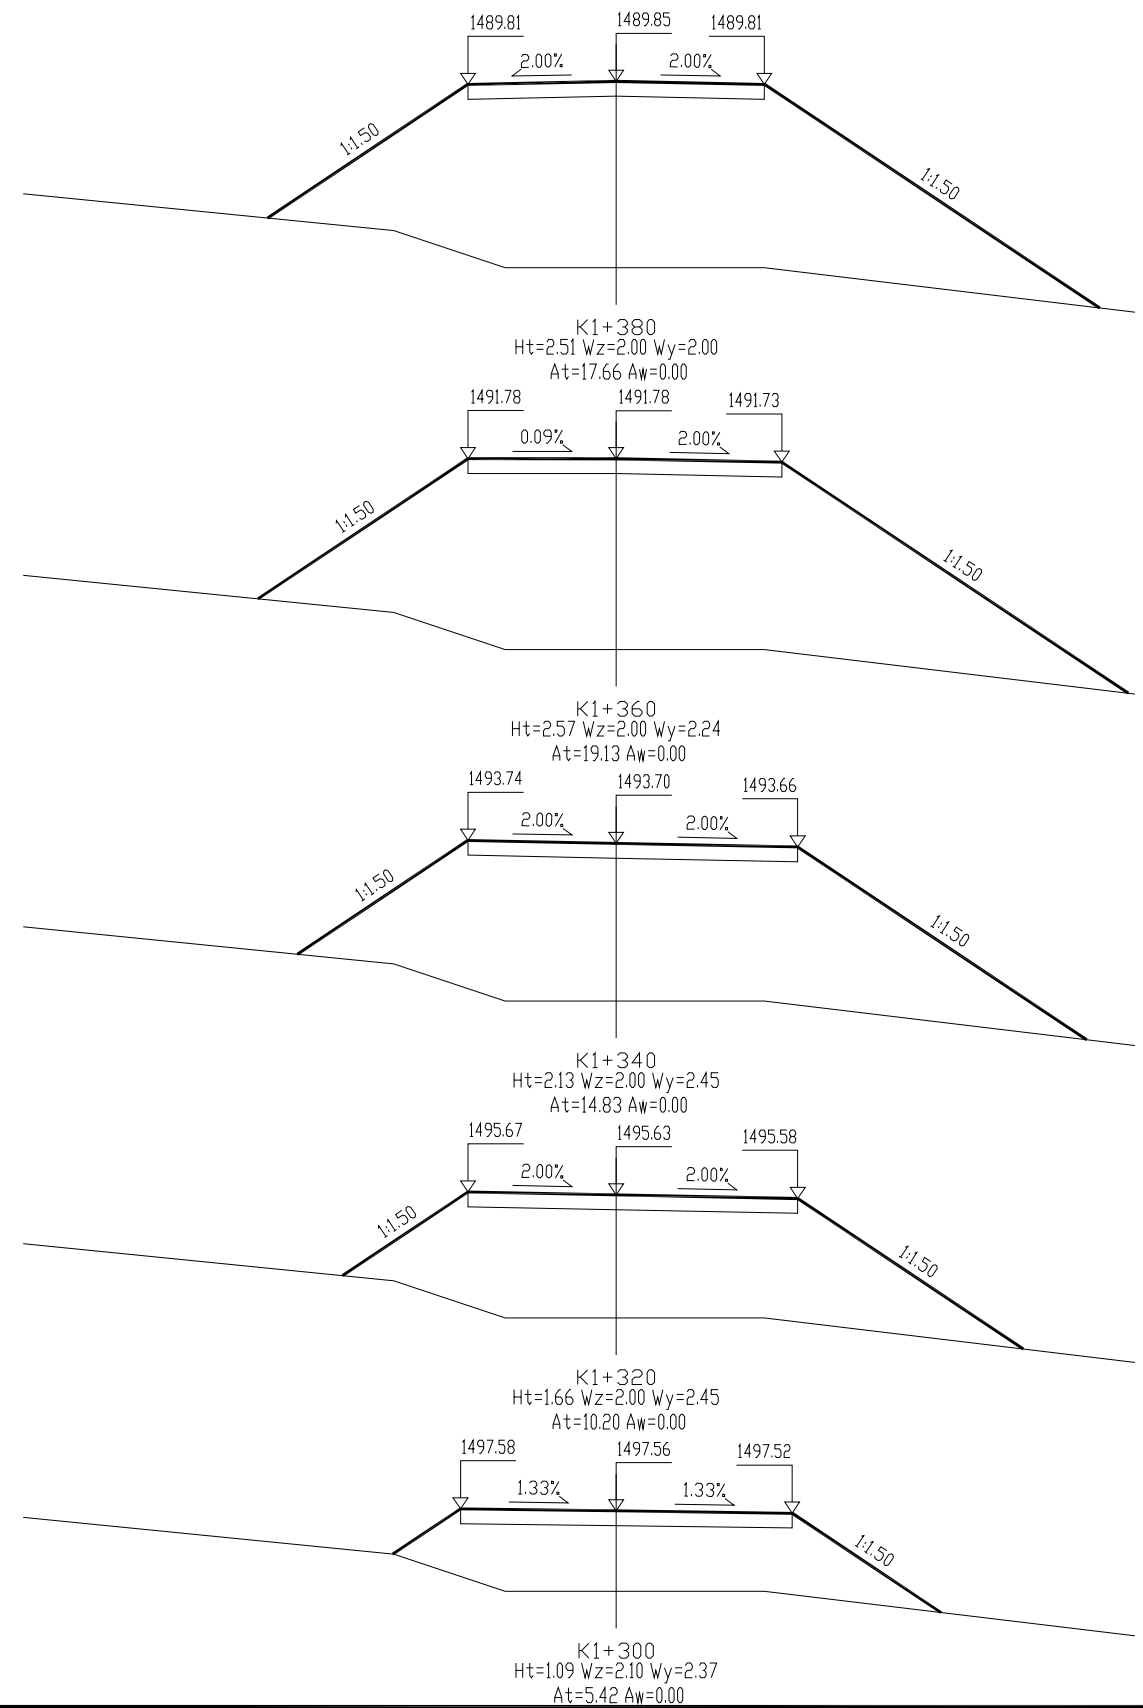 1489.81 1489.85 1489.81
2.00% 2.00%
1:1.50 1:1.50
K1+380
Ht=2.51 Wz=2.00 Wy=2.00
At=17.66 Aw=0.00
1491.78 1491.78 1491.73
0.09% 2.00%
1:1.50 1:1.50
K1+360
Ht=2.57 Wz=2.00 Wy=2.24
At=19.13 Aw=0.00
1493.74 1493.70 1493.66
2.00% 2.00%
1:1.50 1:1.50
K1+340
Ht=2.13 Wz=2.00 Wy=2.45
At=14.83 Aw=0.00
1495.67 1495.63 1495.58
2.00% 2.00%
1:1.50 1:1.50
K1+320
Ht=1.66 Wz=2.00 Wy=2.45
At=10.20 Aw=0.00
1497.58 1497.56 1497.52
1.33% 1.33%
1:1.50
K1+300
Ht=1.09 Wz=2.10 Wy=2.37
At=5.42 Aw=0.00